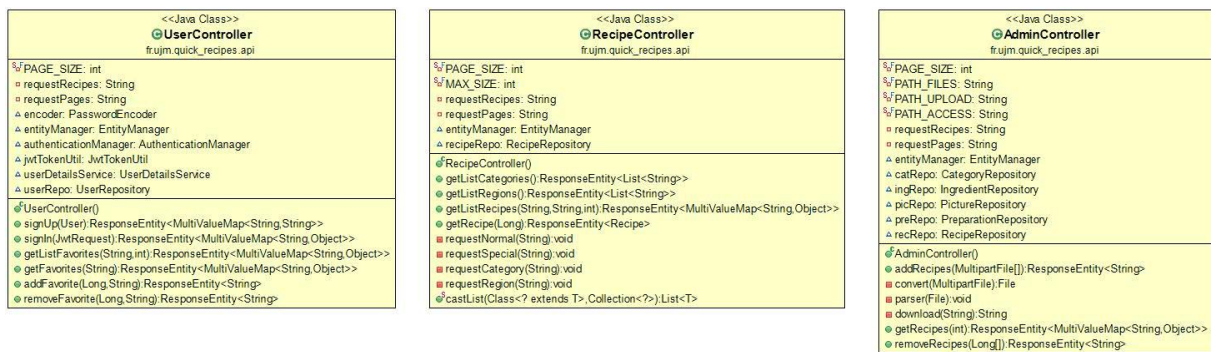 <<Java Class>>
UserController
fr.ujm.quick_recipes.api
PAGE_SIZE: int
requestRecipes: String
requestPages: String
encoder: PasswordEncoder
entityManager: EntityManager
authenticationManager: AuthenticationManager
jwtTokenUtil: JwtTokenUtil
userDetailsService: UserDetailsService
userRepo: UserRepository
UserController()
signUp(User):ResponseEntity<MultiValueMap<String,String>>
signIn(JwtRequest):ResponseEntity<MultiValueMap<String,Object>>
getListFavorites(String,int):ResponseEntity<MultiValueMap<String,Object>>
getFavorites(String):ResponseEntity<MultiValueMap<String,Object>>
addFavorite(Long,String):ResponseEntity<String>
removeFavorite(Long,String):ResponseEntity<String>
<<Java Class>>
RecipeController
fr.ujm.quick_recipes.api
PAGE_SIZE: int
MAX_SIZE: int
requestRecipes: String
requestPages: String
entityManager: EntityManager
recipeRepo: RecipeRepository
RecipeController()
getListCategories():ResponseEntity<List<String>>
getListRegions():ResponseEntity<List<String>>
getListRecipes(String,String,int):ResponseEntity<MultiValueMap<String,Object>>
getRecipe(Long):ResponseEntity<Recipe>
requestNormal(String):void
requestSpecial(String):void
requestCategory(String):void
requestRegion(String):void
castList(Class<? extends T>,Collection<?>):List<T>
<<Java Class>>
AdminController
fr.ujm.quick_recipes.api
PAGE_SIZE: int
PATH_FILES: String
PATH_UPLOAD: String
PATH_ACCESS: String
requestRecipes: String
requestPages: String
entityManager: EntityManager
catRepo: CategoryRepository
ingRepo: IngredientRepository
picRepo: PictureRepository
preRepo: PreparationRepository
recRepo: RecipeRepository
AdminController()
addRecipes(MultipartFile[]):ResponseEntity<String>
convert(MultipartFile):File
parser(File):void
download(String):String
getRecipes(int):ResponseEntity<MultiValueMap<String,Object>>
removeRecipes(Long[]):ResponseEntity<String>